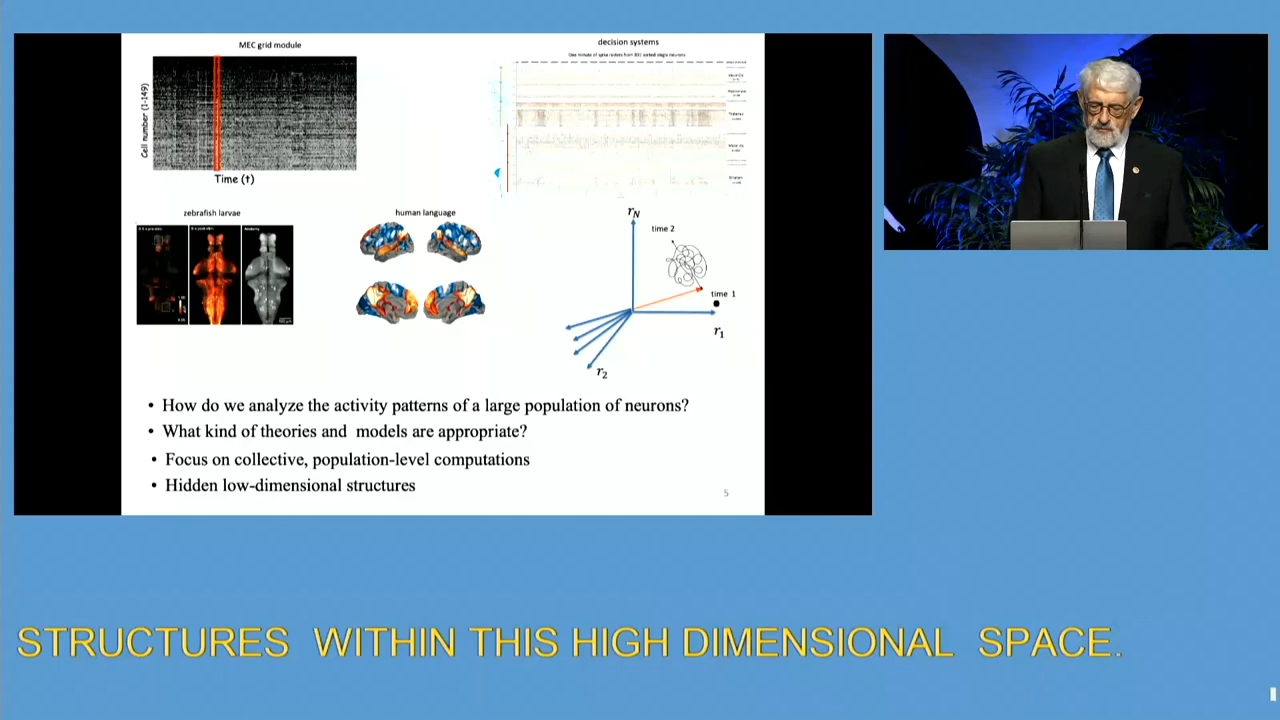 MEC grid module
Cell number (1-149)
Time (t)
decision systems
zebrafish larvae
human language
Anatomy
rN
time 2
time 1
r1
r2
• How do we analyze the activity patterns of a large population of neurons?
• What kind of theories and models are appropriate?
• Focus on collective, population-level computations
• Hidden low-dimensional structures
5
STRUCTURES WITHIN THIS HIGH DIMENSIONAL SPACE.